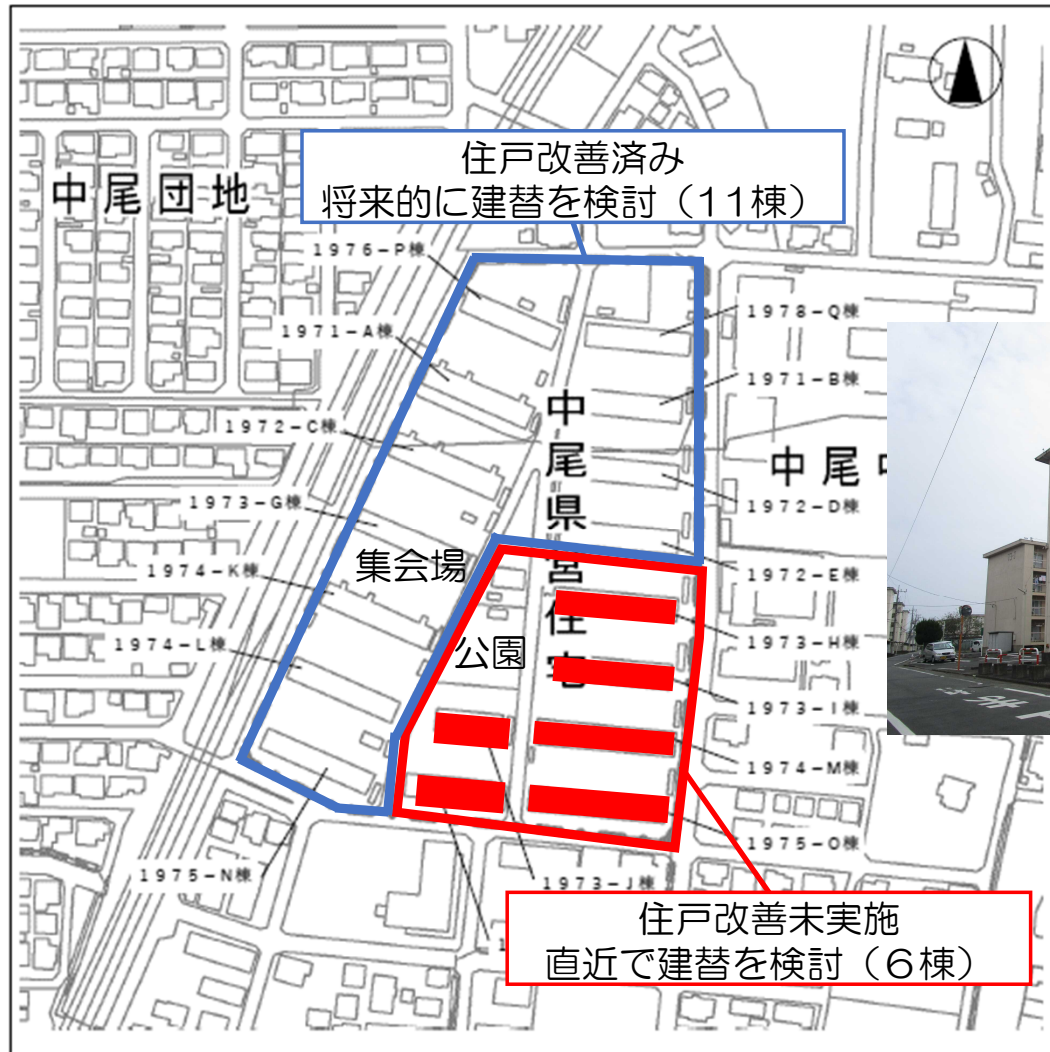 住戸改善済み
将来的に建替を検討（11棟）
中尾団地
1976-P棟
1978-Q棟
1971-A棟
1971-B棟
中尾県営住宅
1972-C棟
中尾
1973-G棟
1972-D棟
集会場
1974-K棟
1972-E棟
1974-L棟
公園
1973-H棟
1973-I棟
1974-M棟
1975-O棟
1975-N棟
1973-J棟
住戸改善未実施
直近で建替を検討（6棟）